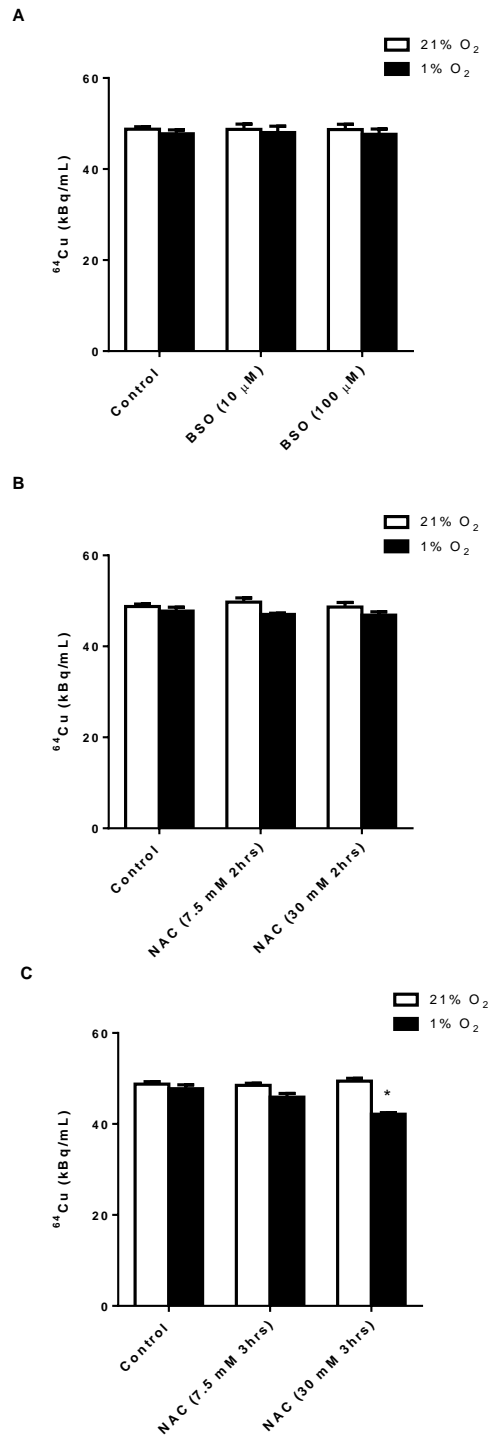 A
21% O₂
1% O₂
60
40
20
0
⁶⁴Cu (kBq/mL)
Control
BSO (10 μM)
BSO (100 μM)
B
21% O₂
1% O₂
60
40
20
0
⁶⁴Cu (kBq/mL)
Control
NAC (7.5 mM 2hrs)
NAC (30 mM 2hrs)
C
21% O₂
1% O₂
60
40
20
0
⁶⁴Cu (kBq/mL)
*
Control
NAC (7.5 mM 3hrs)
NAC (30 mM 3hrs)